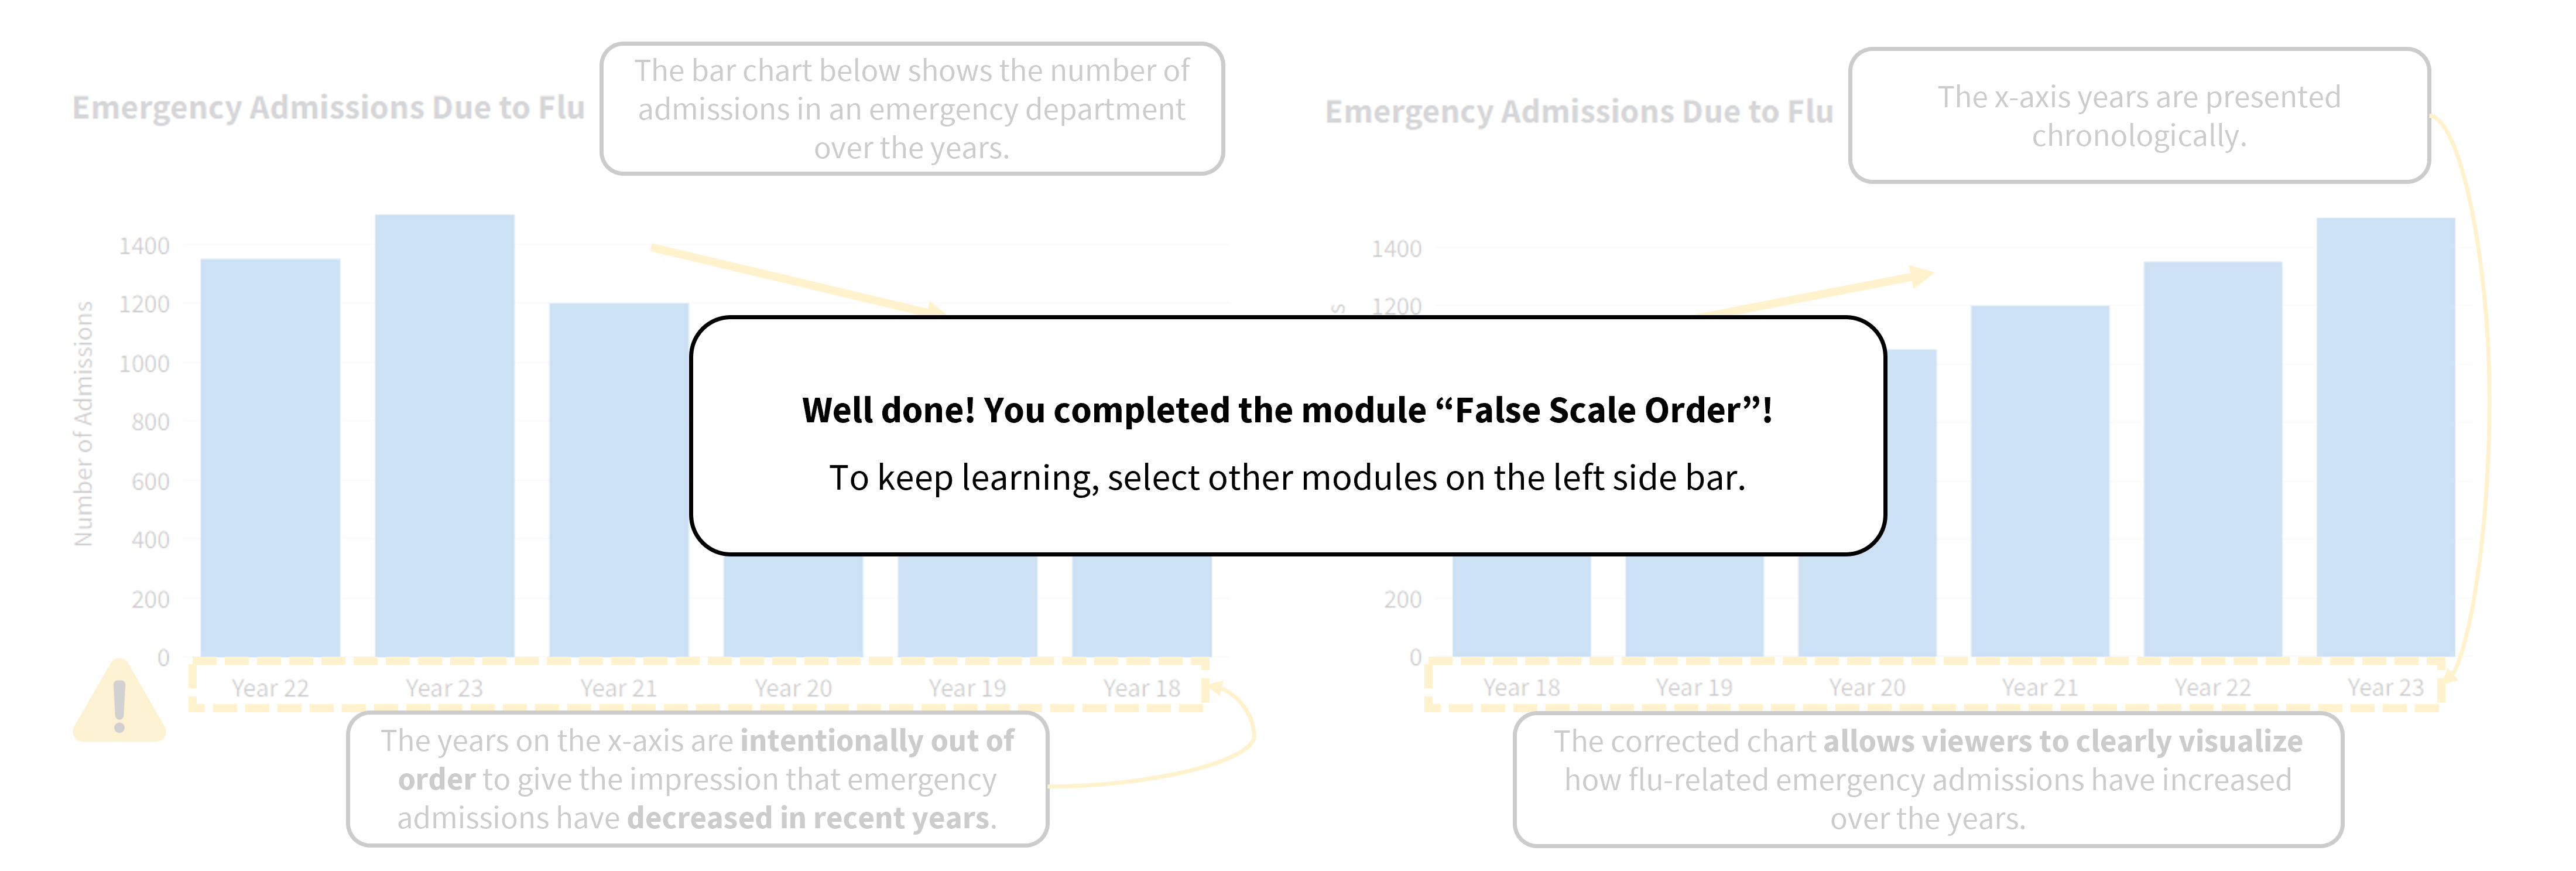 Emergency Admissions Due to Flu
The bar chart below shows the number of
admissions in an emergency department
over the years.
Number of Admissions
1400
1200
1000
800
600
400
200
0
Year 22
Year 23
Year 21
Year 20
Year 19
Year 18
The years on the x-axis are intentionally out of
order to give the impression that emergency
admissions have decreased in recent years.
Well done! You completed the module “False Scale Order”!
To keep learning, select other modules on the left side bar.
Emergency Admissions Due to Flu
The x-axis years are presented
chronologically.
s
1400
1200
200
0
Year 18
Year 19
Year 20
Year 21
Year 22
Year 23
The corrected chart allows viewers to clearly visualize
how flu-related emergency admissions have increased
over the years.